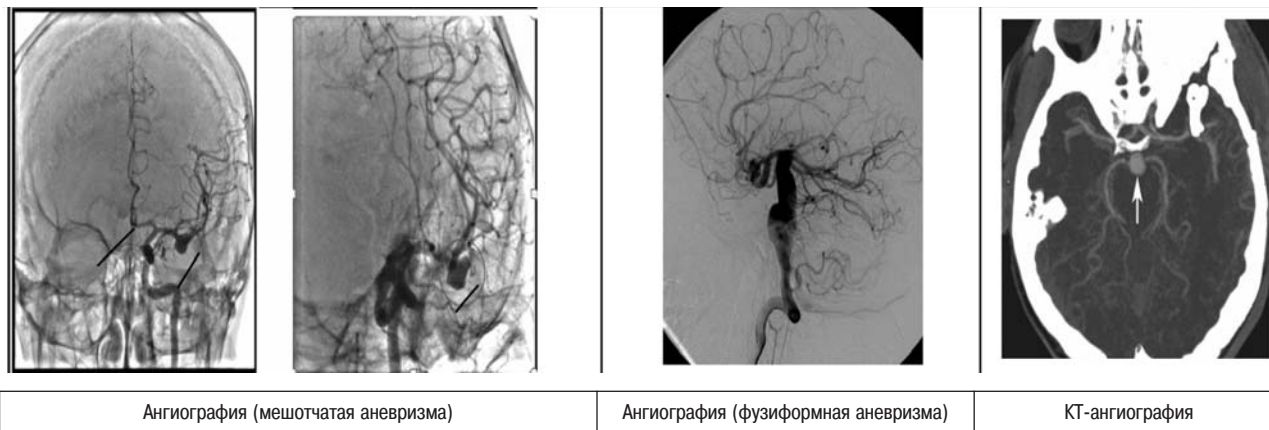 Ангиография (мешотчатая аневризма)
Ангиография (фузиформная аневризма)
КТ-ангиография